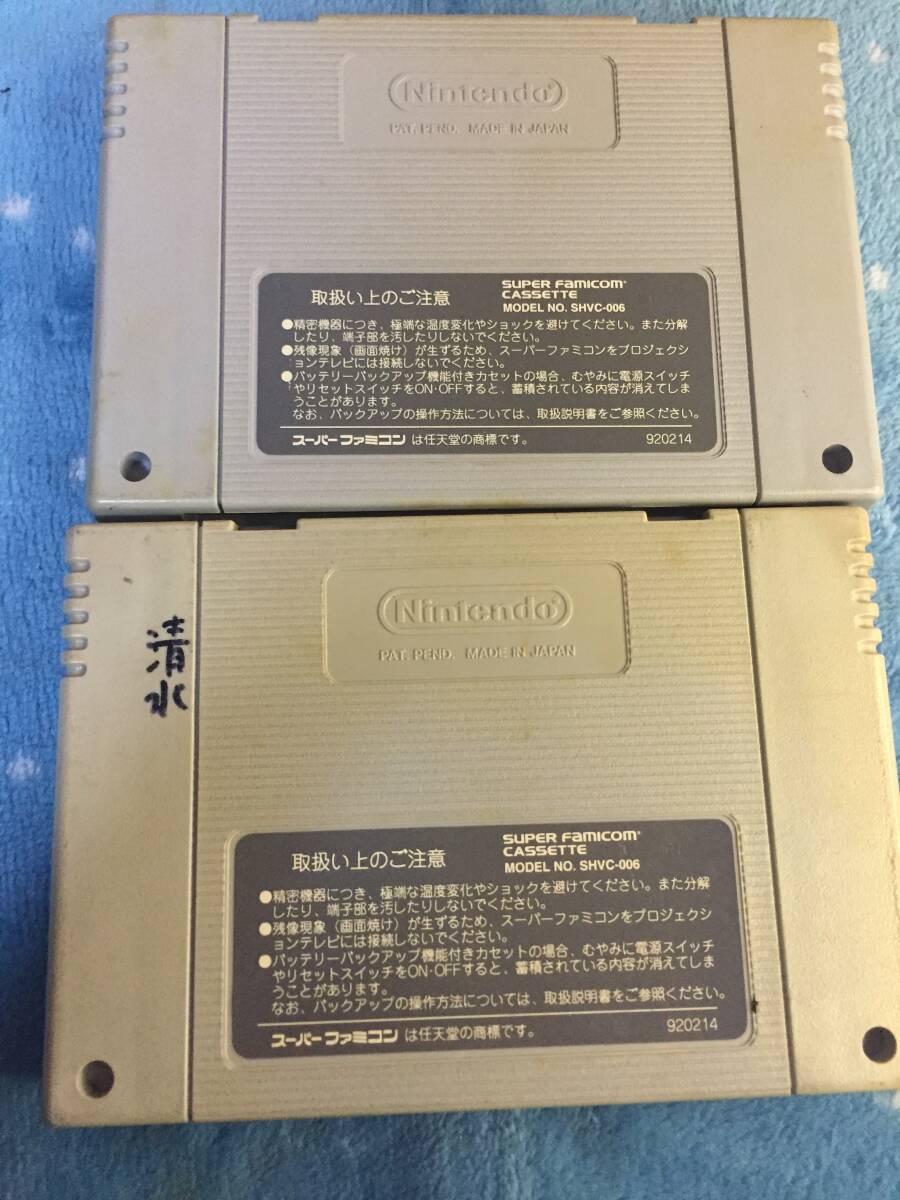 Nintendo
PAT. PEND. MADE IN JAPAN
取扱い上のご注意
SUPER FAMICOM
CASSETTE
MODEL NO. SHVC-006
●精密機器につき、極端な温度変化やショックを避けてください。また分解
したり、端子部を汚したりしないでください。
●残像現象(画面焼け)が生ずるため、スーパーファミコンをプロジェクシ
ョンテレビには接続しないでください。
●バッテリーバックアップ機能付きカセットの場合、むやみに電源スイッチ
やリセットスイッチをON·OFFすると、蓄積されている内容が消えてしま
うことがあります。
なお、バックアップの操作方法については、取扱説明書をご参照ください。
スーパーファミコン は任天堂の商標です。
920214
Nintendo
PAT. PEND. MADE IN JAPAN
清水
取扱い上のご注意
SUPER FAMICOM
CASSETTE
MODEL NO. SHVC-006
●精密機器につき、極端な温度変化やショックを避けてください。また分解
したり、端子部を汚したりしないでください。
●残像現象(画面焼け)が生ずるため、スーパーファミコンをプロジェクシ
ョンテレビには接続しないでください。
●バッテリーバックアップ機能付きカセットの場合、むやみに電源スイッチ
やリセットスイッチをON·OFFすると、蓄積されている内容が消えてしま
うことがあります。
なお、バックアップの操作方法については、取扱説明書をご参照ください。
スーパーファミコン は任天堂の商標です。
920214